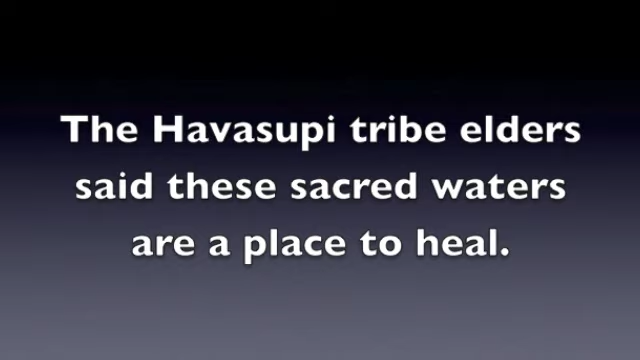 The Havasupi tribe elders
said these sacred waters
are a place to heal.